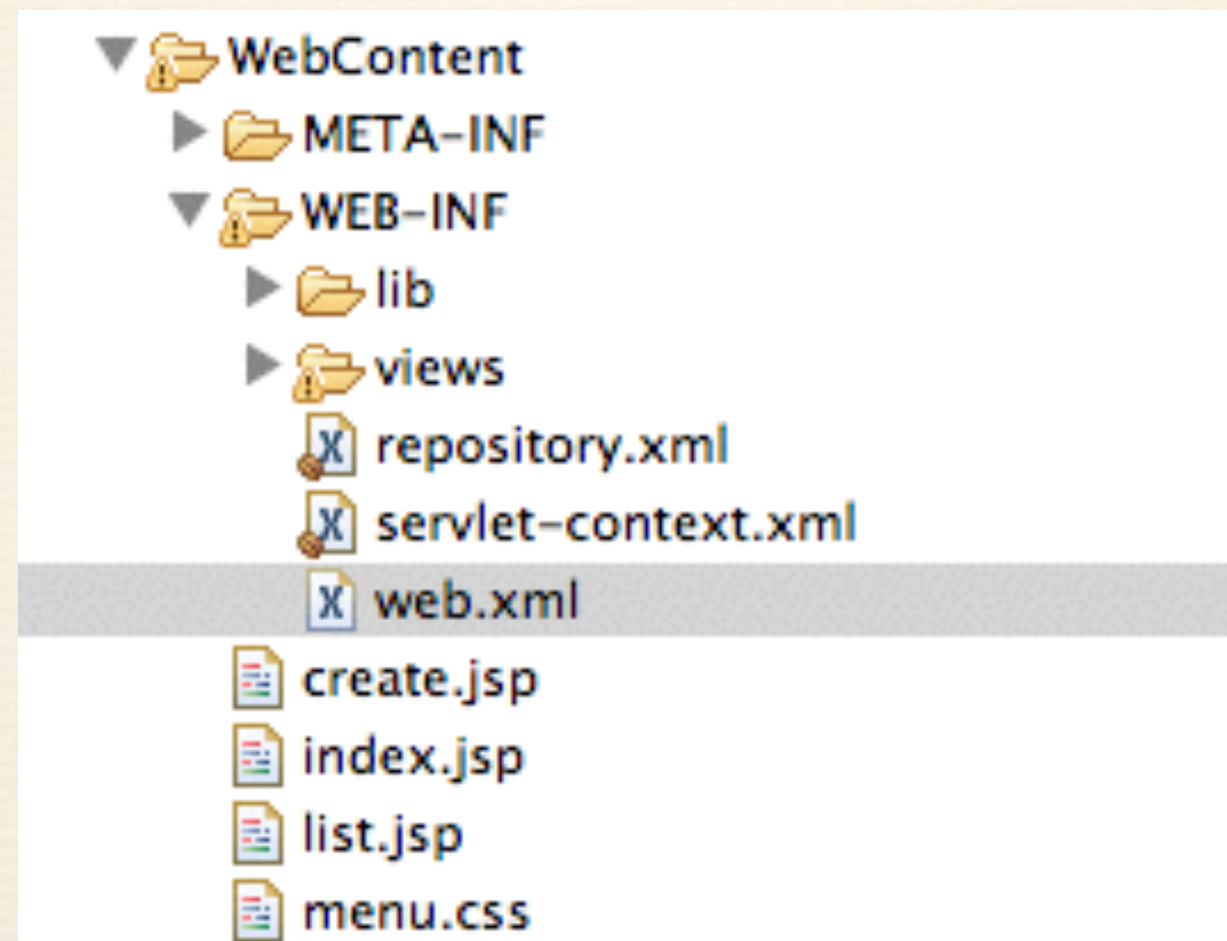 WebContent
META-INF
WEB-INF
lib
views
repository.xml
servlet-context.xml
web.xml
create.jsp
index.jsp
list.jsp
menu.css